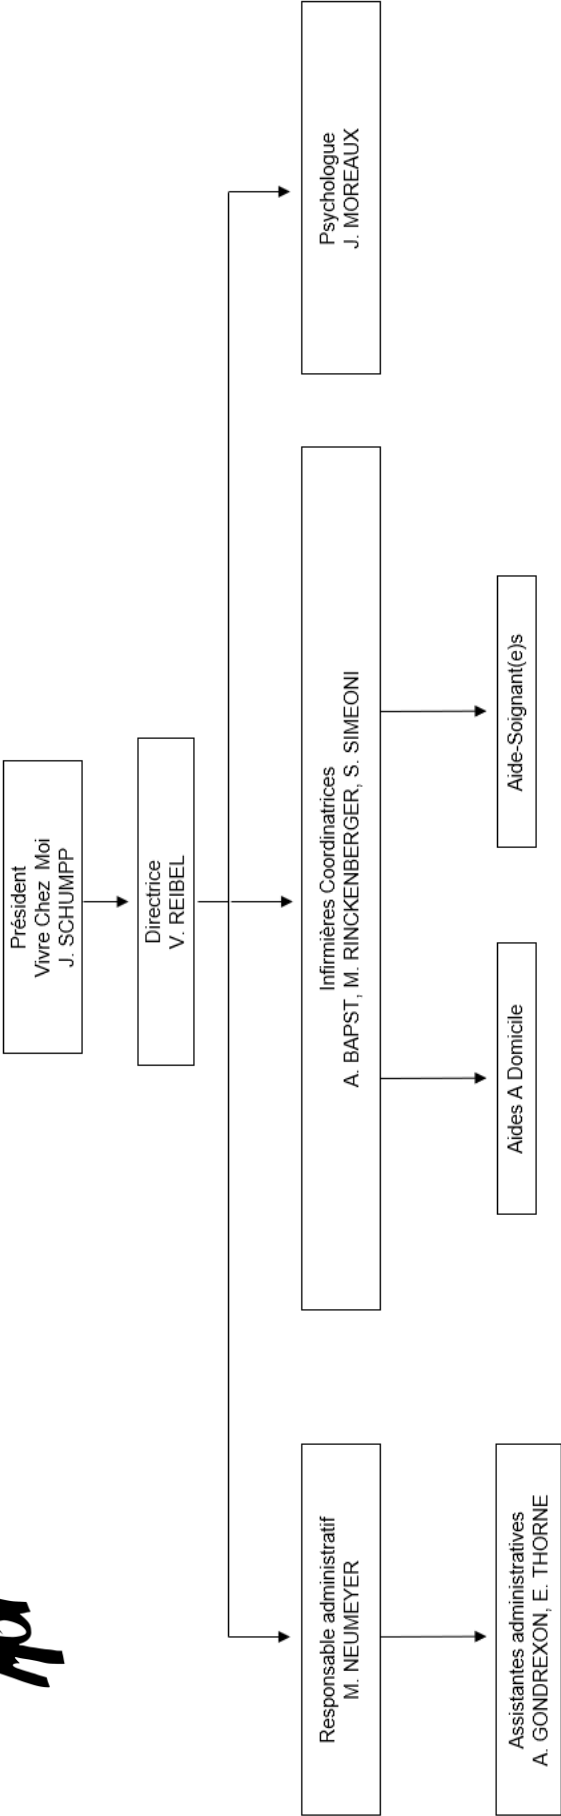 Président
Vivre Chez Moi
J. SCHUMPP
Directrice
V. REIBEL
Responsable administratif
M. NEUMEYER
Infirmières Coordinatrices
A. BAPST, M. RINCKENBERGER, S. SIMEONI
Psychologue
J. MOREAUX
Assistantes administratives
A. GONDREXON, E. THORNE
Aides A Domicile
Aide-Soignant(e)s